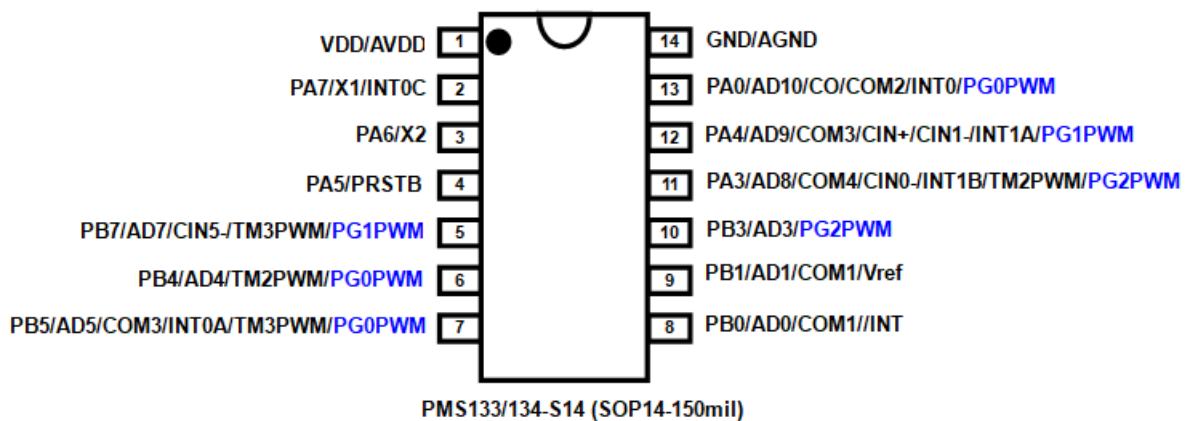 VDD/AVDD 1 14 GND/AGND
PA7/X1/INT0C 2 13 PA0/AD10/CO/COM2/INT0/PG0PWM
PA6/X2 3 12 PA4/AD9/COM3/CIN+/CIN1-/INT1A/PG1PWM
PA5/PRSTB 4 11 PA3/AD8/COM4/CIN0-/INT1B/TM2PWM/PG2PWM
PB7/AD7/CIN5-/TM3PWM/PG1PWM 5 10 PB3/AD3/PG2PWM
PB4/AD4/TM2PWM/PG0PWM 6 9 PB1/AD1/COM1/Vref
PB5/AD5/COM3/INT0A/TM3PWM/PG0PWM 7 8 PB0/AD0/COM1//INT
PMS133/134-S14 (SOP14-150mil)